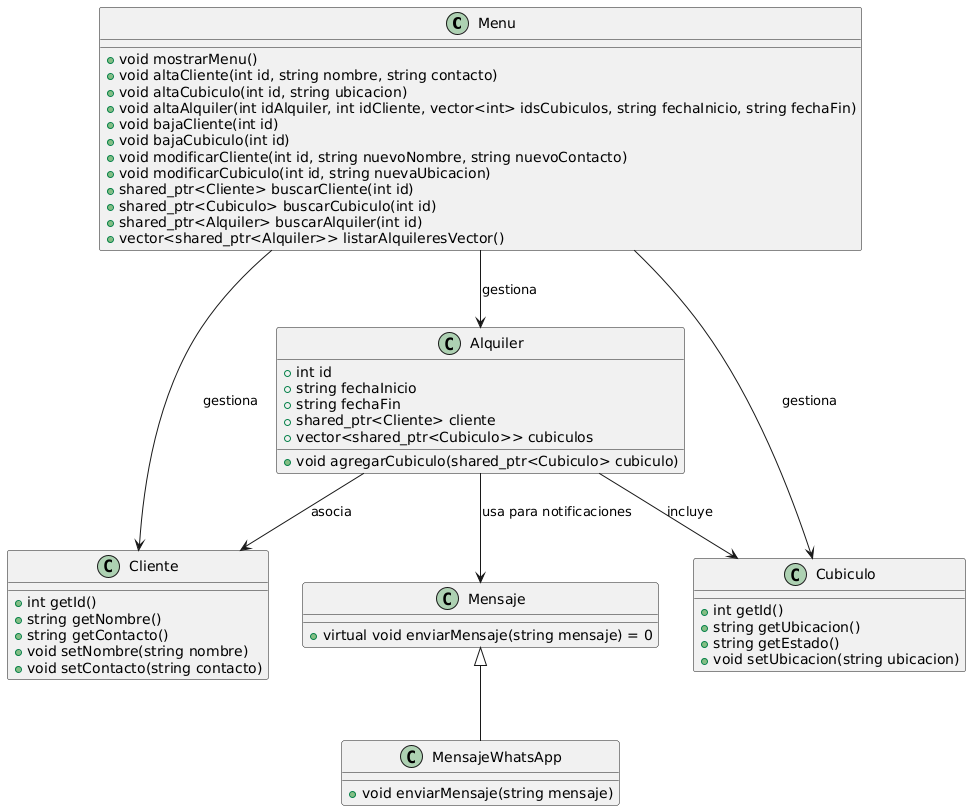 C Menu
void mostrarMenu()
void altaCliente(int id, string nombre, string contacto)
void altaCubiculo(int id, string ubicacion)
void altaAlquiler(int idAlquiler, int idCliente, vector<int> idsCubiculos, string fechaInicio, string fechaFin)
void bajaCliente(int id)
void bajaCubiculo(int id)
void modificarCliente(int id, string nuevoNombre, string nuevoContacto)
void modificarCubiculo(int id, string nuevaUbicacion)
shared_ptr<Cliente> buscarCliente(int id)
shared_ptr<Cubiculo> buscarCubiculo(int id)
shared_ptr<Alquiler> buscarAlquiler(int id)
vector<shared_ptr<Alquiler>> listarAlquileresVector()
gestiona
C Alquiler
int id
string fechaInicio
string fechaFin
shared_ptr<Cliente> cliente
vector<shared_ptr<Cubiculo>> cubiculos
void agregarCubiculo(shared_ptr<Cubiculo> cubiculo)
gestiona
gestiona
asocia
usa para notificaciones
incluye
C Cliente
int getId()
string getNombre()
string getContacto()
void setNombre(string nombre)
void setContacto(string contacto)
C Mensaje
virtual void enviarMensaje(string mensaje) = 0
C Cubiculo
int getId()
string getUbicacion()
string getEstado()
void setUbicacion(string ubicacion)
C MensajeWhatsApp
void enviarMensaje(string mensaje)